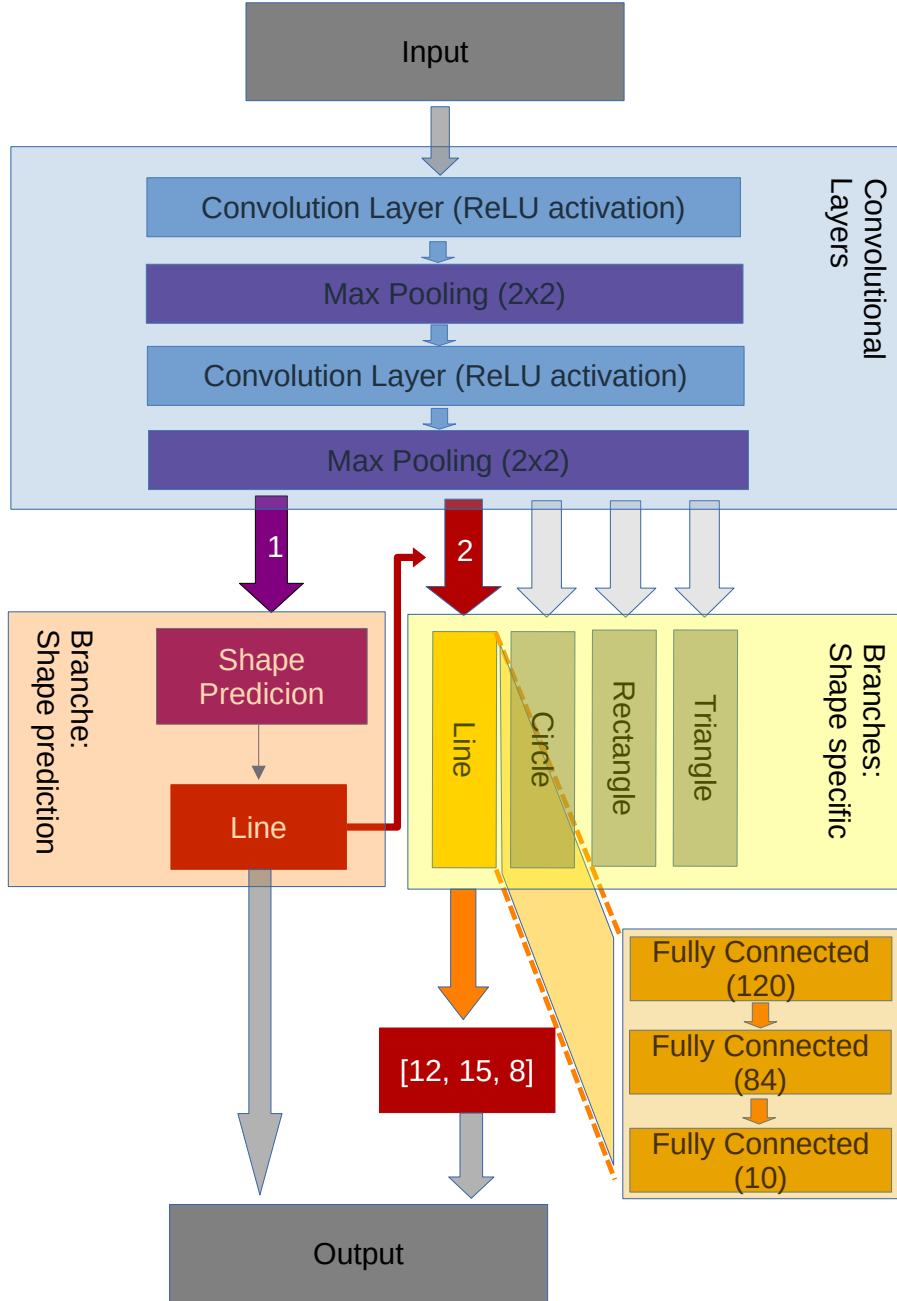 Input
Convolutional
Layers
Convolution Layer (ReLU activation)
Max Pooling (2x2)
Convolution Layer (ReLU activation)
Max Pooling (2x2)
1
2
Branche:
Shape prediction
Shape
Predicion
Line
Line
Circle
Rectangle
Triangle
Branches:
Shape specific
Fully Connected
(120)
Fully Connected
(84)
Fully Connected
(10)
[12, 15, 8]
Output